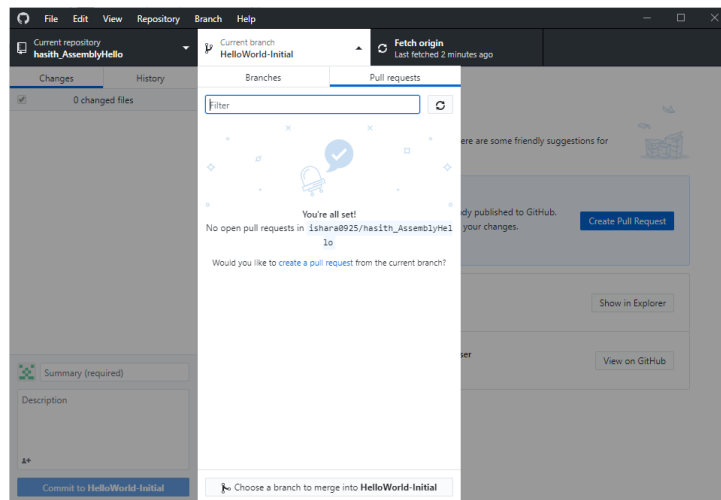 File Edit View Repository Branch Help
Current repository
hasith_AssemblyHello
Current branch
HelloWorld-Initial
Fetch origin
Last fetched 2 minutes ago
Changes History
Branches Pull requests
0 changed files
Filter
ere are some friendly suggestions for
You're all set!
No open pull requests in ishara0925/hasith_AssemblyHel
lo
Would you like to create a pull request from the current branch?
dy published to GitHub.
your changes.
Create Pull Request
Show in Explorer
ser
View on GitHub
Summary (required)
Description
Commit to HelloWorld-Initial
Choose a branch to merge into HelloWorld-Initial